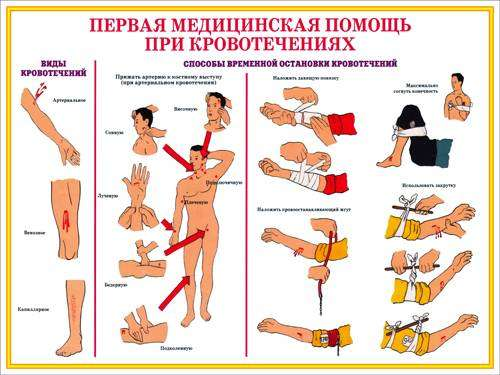 ПЕРВАЯ МЕДИЦИНСКАЯ ПОМОЩЬ
ПРИ КРОВОТЕЧЕНИЯХ
ВИДЫ
КРОВОТЕЧЕНИЙ
Артериальное
Венозное
Капиллярное
СПОСОБЫ ВРЕМЕННОЙ ОСТАНОВКИ КРОВОТЕЧЕНИЙ
Прижать артерию к костному выступу
(при артериальном кровотечении)
Височную
Сонную
Подключичную
Лучевую
Плечевую
Бедренную
Подколенную
Наложить давящую повязку
Максимально
согнуть конечность
Наложить кровоостанавливающий жгут
Использовать закрутку